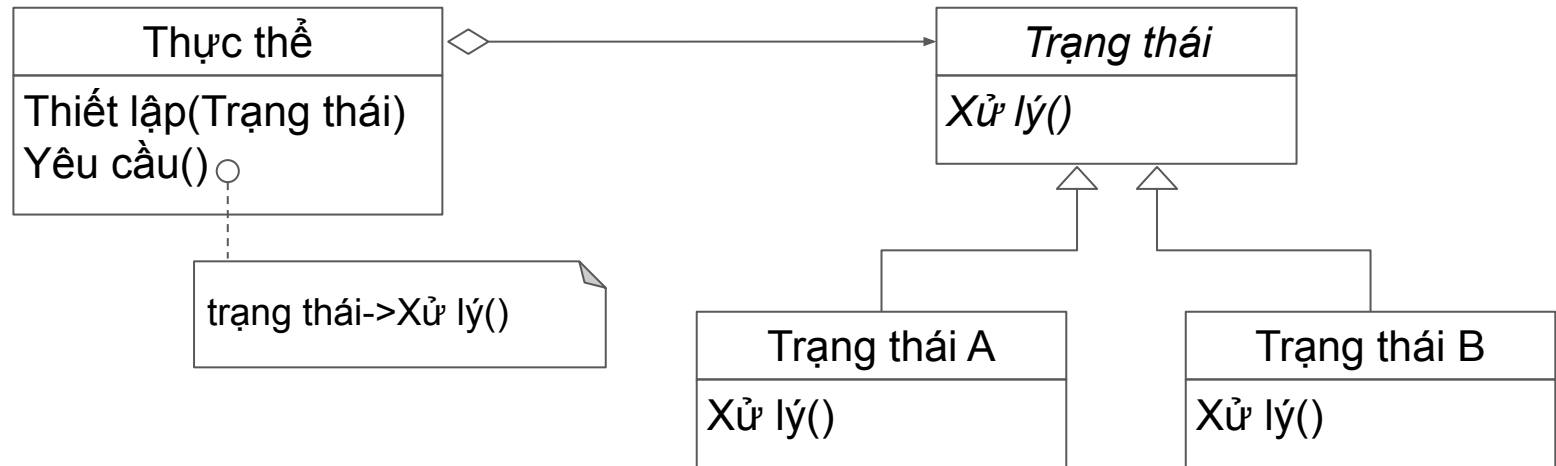 Thực thể
Thiết lập(Trạng thái)
Yêu cầu()
trạng thái->Xử lý()
Trạng thái
Xử lý()
Trạng thái A
Xử lý()
Trạng thái B
Xử lý()